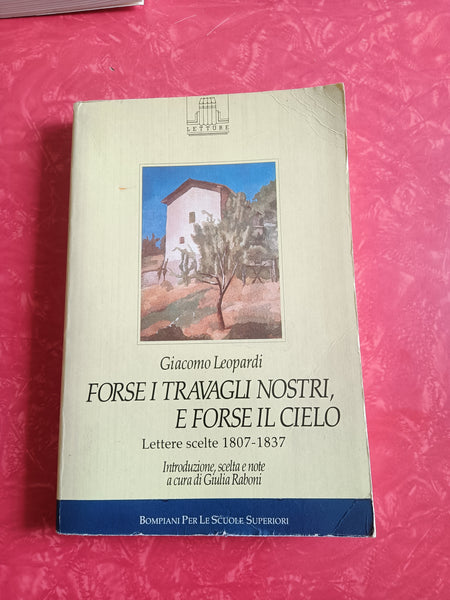 LETTURE
Giacomo Leopardi
FORSE I TRAVAGLI NOSTRI,
E FORSE IL CIELO
Lettere scelte 1807-1837
Introduzione, scelta e note
a cura di Giulia Raboni
BOMPIANI PER LE SCUOLE SUPERIORI